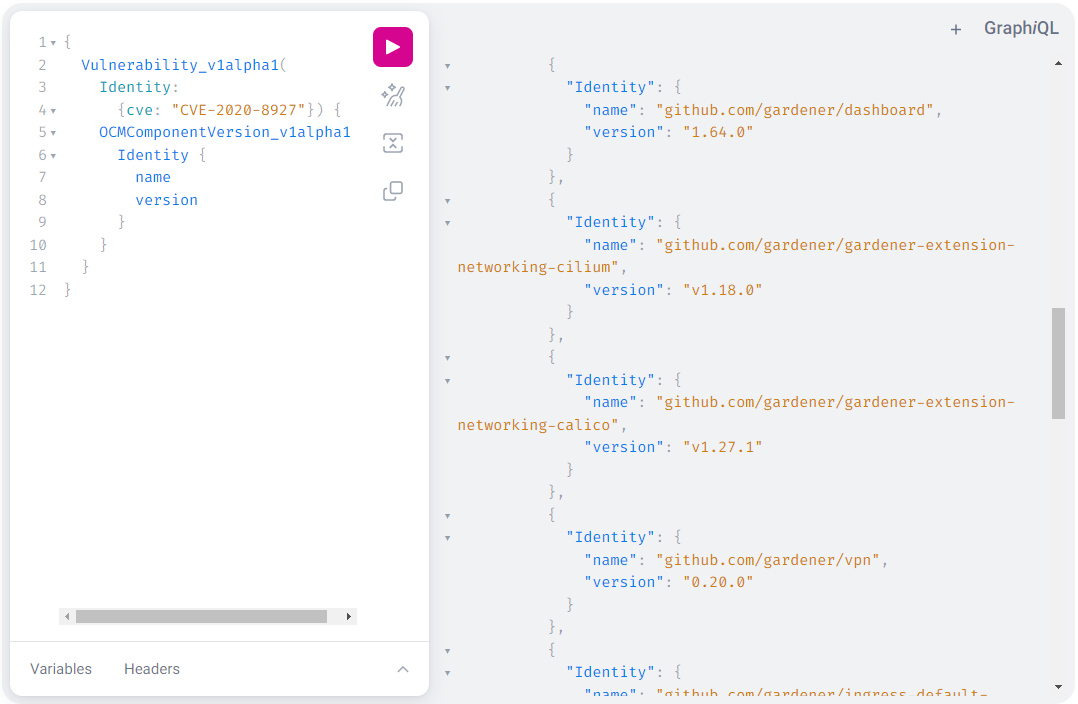 1 {
2 Vulnerability_v1alpha1(
3 Identity:
4 {cve: "CVE-2020-8927"}) {
5 OCMComponentVersion_v1alpha1
6 Identity {
7 name
8 version
9 }
10 }
11 }
12 }
Variables Headers
+ GraphiQL
{
"Identity": {
"name": "github.com/gardener/dashboard",
"version": "1.64.0"
}
},
{
"Identity": {
"name": "github.com/gardener/gardener-extension-
networking-cilium",
"version": "v1.18.0"
}
},
{
"Identity": {
"name": "github.com/gardener/gardener-extension-
networking-calico",
"version": "v1.27.1"
}
},
{
"Identity": {
"name": "github.com/gardener/vpn",
"version": "0.20.0"
}
},
{
"Identity": {
"name": "github.com/gardener/ingress-default-